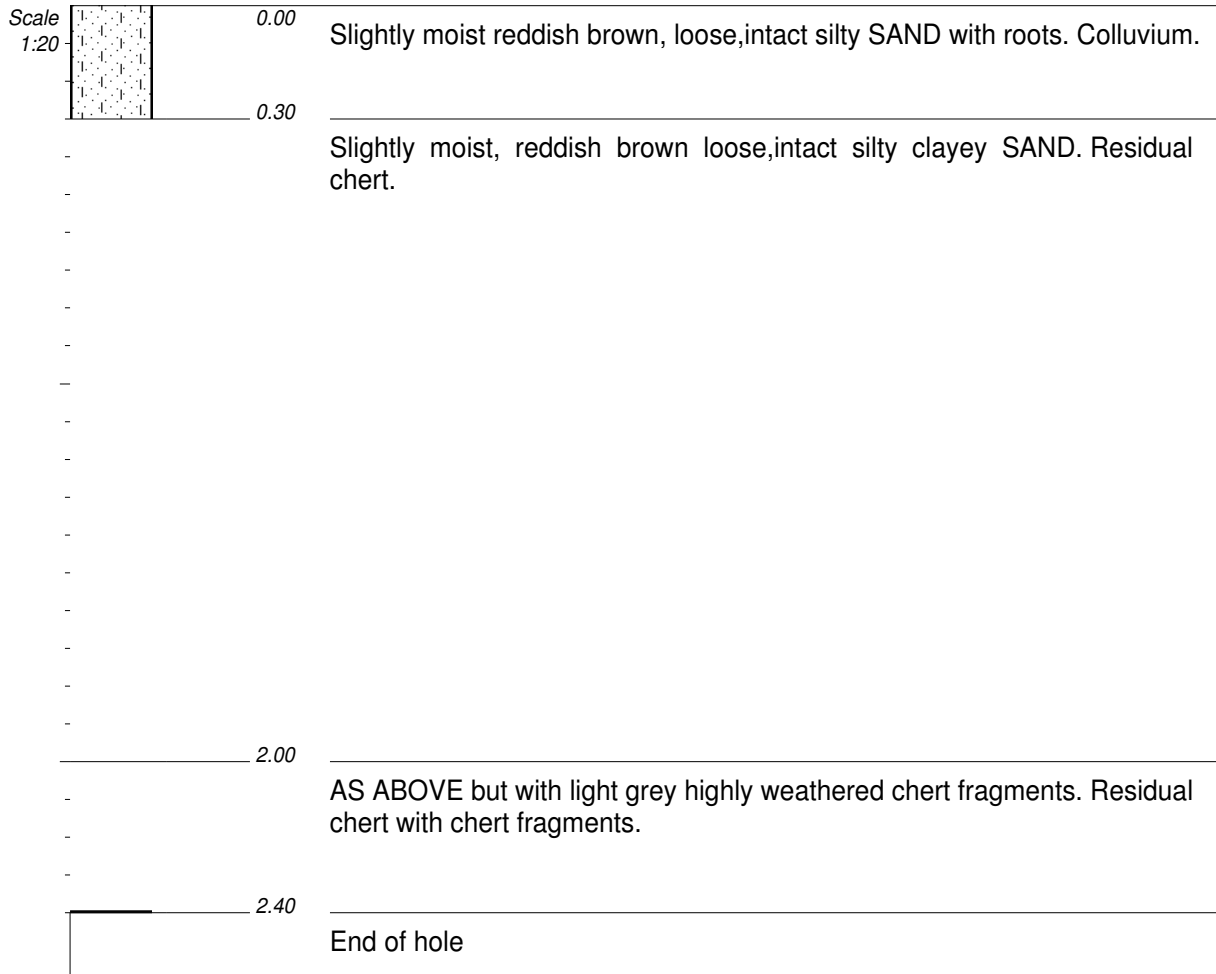 Scale
1:20
0.00
Slightly moist reddish brown, loose,intact silty SAND with roots. Colluvium.
0.30
Slightly moist, reddish brown loose,intact silty clayey SAND. Residual
chert.
2.00
AS ABOVE but with light grey highly weathered chert fragments. Residual
chert with chert fragments.
2.40
End of hole